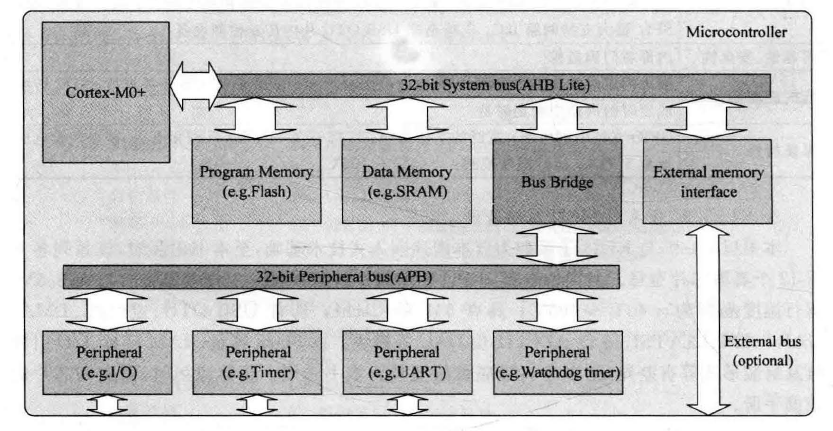 Microcontroller
Cortex-M0+
32-bit System bus(AHB Lite)
Program Memory
(e.g.Flash)
Data Memory
(e.g.SRAM)
Bus Bridge
External memory
interface
32-bit Peripheral bus(APB)
Peripheral
(e.g.I/O)
Peripheral
(e.g.Timer)
Peripheral
(e.g.UART)
Peripheral
(e.g.Watchdog timer)
External bus
(optional)